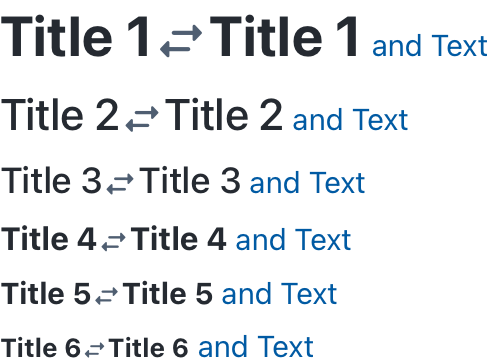 Title 1 ⇄ Title 1 and Text
Title 2 ⇄ Title 2 and Text
Title 3 ⇄ Title 3 and Text
Title 4 ⇄ Title 4 and Text
Title 5 ⇄ Title 5 and Text
Title 6 ⇄ Title 6 and Text